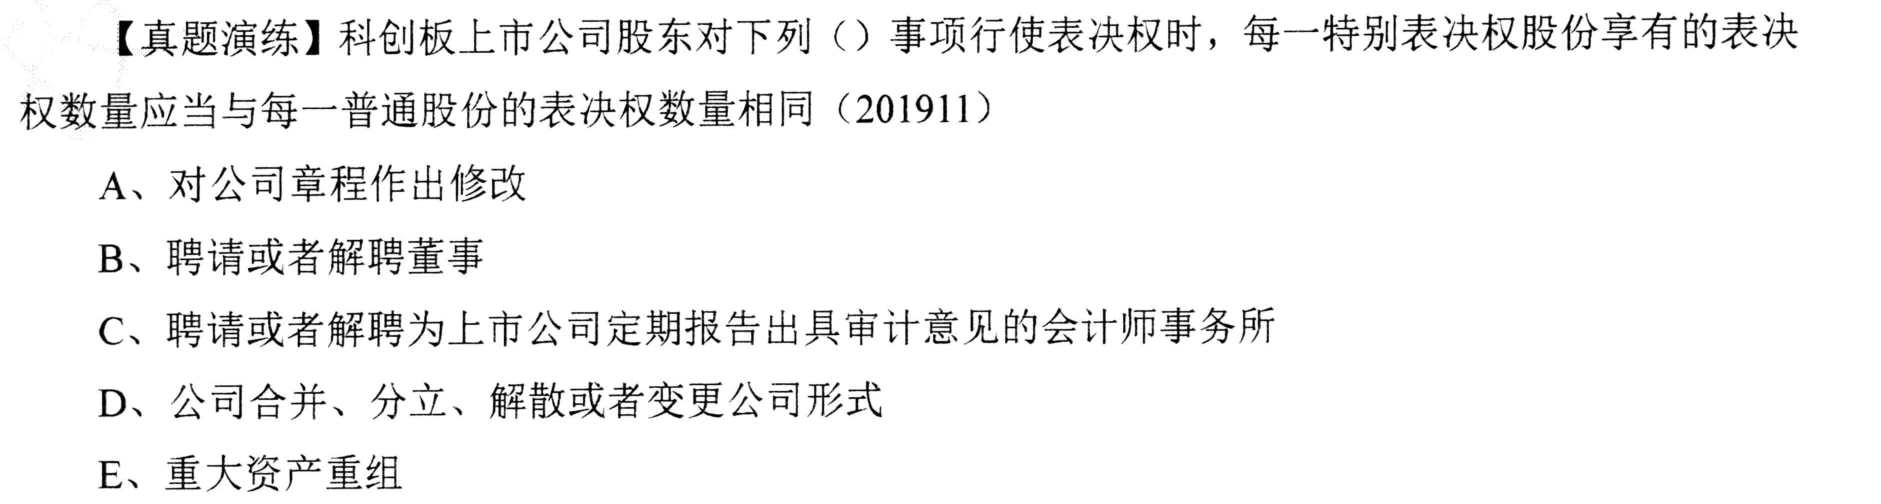 【真题演练】科创板上市公司股东对下列（）事项行使表决权时，每一特别表决权股份享有的表决
权数量应当与每一普通股份的表决权数量相同（201911）
A、对公司章程作出修改
B、聘请或者解聘董事
C、聘请或者解聘为上市公司定期报告出具审计意见的会计师事务所
D、公司合并、分立、解散或者变更公司形式
E、重大资产重组